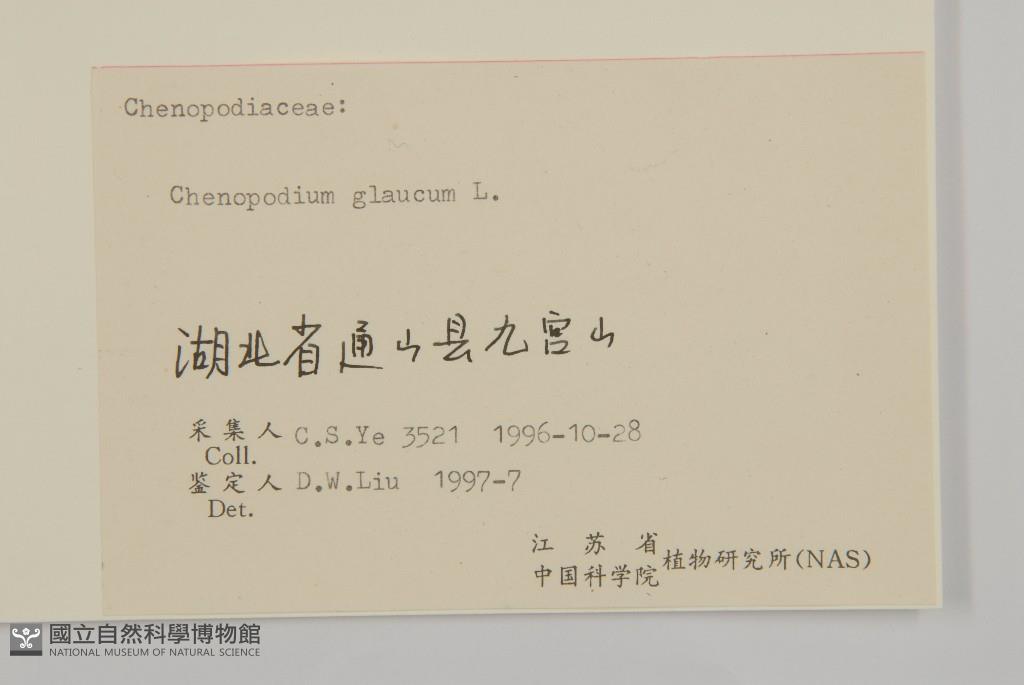 Chenopodiaceae:
Chenopodium glaucum L.
湖北省通山县九宫山
采集人 C.S.Ye 3521 1996-10-28
Coll.
鉴定人 D.W.Liu 1997-7
Det.
江苏省
中国科学院 植物研究所(NAS)
國立自然科學博物館
NATIONAL MUSEUM OF NATURAL SCIENCE